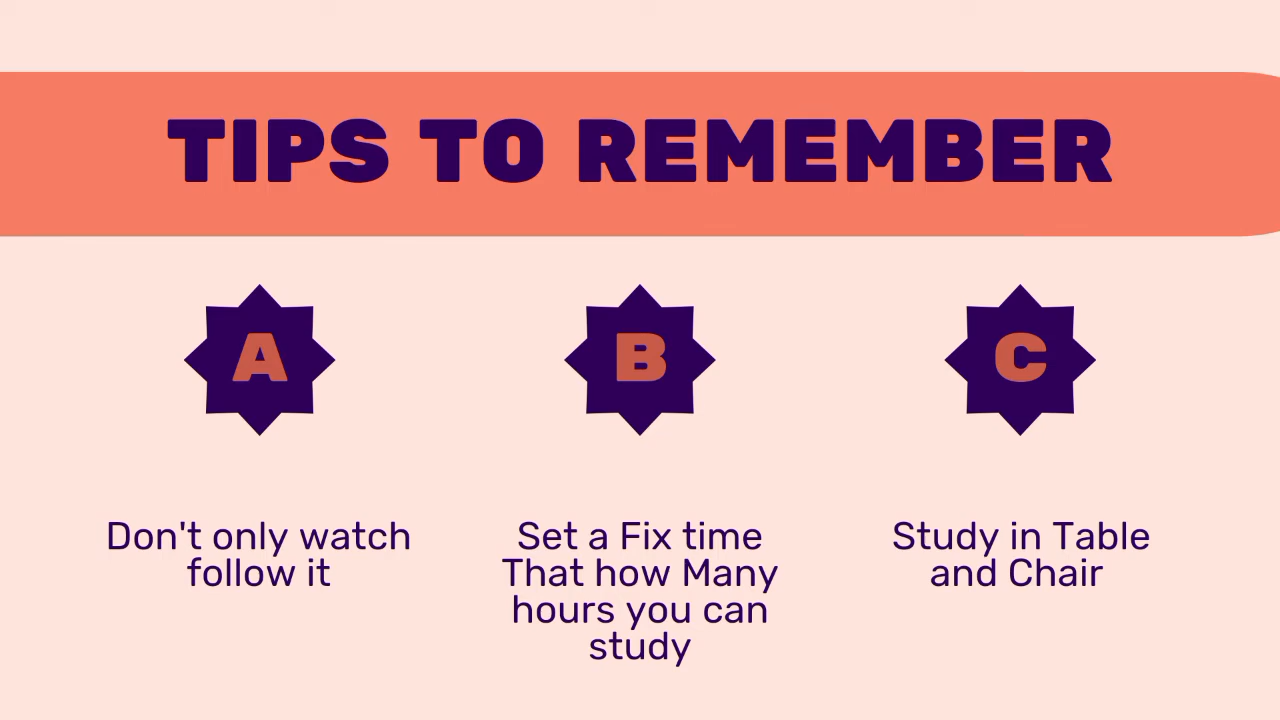 TIPS TO REMEMBER
A
Don't only watch
follow it
B
Set a Fix time
That how Many
hours you can
study
C
Study in Table
and Chair